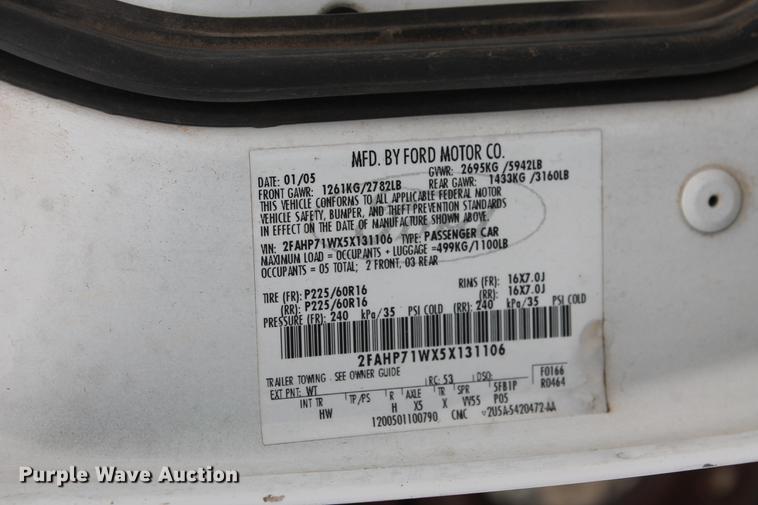 MFD. BY FORD MOTOR CO.
DATE: 01/05 GVWR: 2695KG /5942LB
FRONT GAWR: 1261KG/2782LB REAR GAWR: 1433KG /3160LB
THIS VEHICLE CONFORMS TO ALL APPLICABLE FEDERAL MOTOR
VEHICLE SAFETY, BUMPER, AND THEFT PREVENTION STANDARDS
IN EFFECT ON THE DATE OF MANUFACTURE SHOWN ABOVE.
VIN: 2FAHP71WX5X131106 TYPE: PASSENGER CAR
MAXIMUM LOAD = OCCUPANTS + LUGGAGE =499KG/1100LB
OCCUPANTS = 05 TOTAL; 2 FRONT, 03 REAR
TIRE (FR): P225/60R16 RIMS (FR): 16X7.0J
(RR): P225/60R16 (RR): 16X7.0J
PRESSURE (FR): 240 kPa/35 PSI COLD (RR): 240 kPa/35 PSI COLD
2FAHP71WX5X131106
TRAILER TOWING - SEE OWNER GUIDE
EXT PNT: WT RC: 53 DSO: F0166
INT TR TP/PS R AXLE TR SPR 5FB1P R0464
HW H X5 X VV55 P05
1200501100790 CMC 2U5A-5420472-AA
Purple Wave Auction